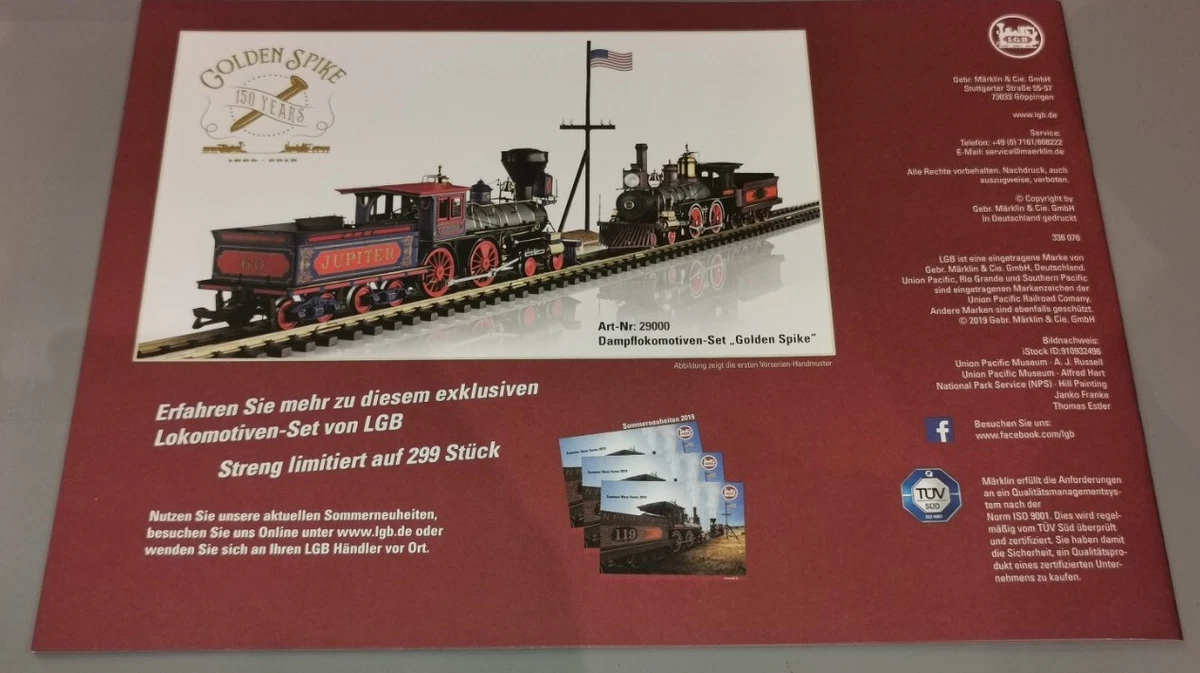 GOLDEN SPIKE
150 YEARS
1869 - 2019
60
JUPITER
Art-Nr: 29000
Dampflokomotiven-Set „Golden Spike"
Abbildung zeigt die ersten Vorserien-Handmuster
Erfahren Sie mehr zu diesem exklusiven
Lokomotiven-Set von LGB
Streng limitiert auf 299 Stück
Nutzen Sie unsere aktuellen Sommerneuheiten,
besuchen Sie uns Online unter www.lgb.de oder
wenden Sie sich an Ihren LGB Händler vor Ort.
Sommerneuheiten 2019
119
LGB
Gebr. Märklin & Cie. GmbH
Stuttgarter Straße 55-57
73033 Göppingen
www.lgb.de
Service:
Telefon: +49 (0) 7161/608222
E-Mail: service@maerklin.de
Alle Rechte vorbehalten. Nachdruck, auch
auszugweise, verboten.
© Copyright by
Gebr. Märklin & Cie. GmbH
In Deutschland gedruckt
336 076
LGB ist eine eingetragene Marke von
Gebr. Märklin & Cie. GmbH, Deutschland.
Union Pacific, Rio Grande und Southern Pacific
sind eingetragenen Markenzeichen der
Union Pacific Railroad Comany.
Andere Marken sind ebenfalls geschützt.
© 2019 Gebr. Märklin & Cie. GmbH
Bildnachweis:
iStock ID:910932496
Union Pacific Museum - A. J. Russell
Union Pacific Museum - Alfred Hart
National Park Service (NPS) - Hill Painting
Janko Franke
Thomas Estler
f
Besuchen Sie uns:
www.facebook.com/lgb
TÜV
SÜD
ISO 9001
Märklin erfüllt die Anforderungen
an ein Qualitätsmanagementsys-
tem nach der
Norm ISO 9001. Dies wird regel-
mäßig vom TÜV Süd überprüft
und zertifiziert. Sie haben damit
die Sicherheit, ein Qualitätspro-
dukt eines zertifizierten Unter-
nehmens zu kaufen.